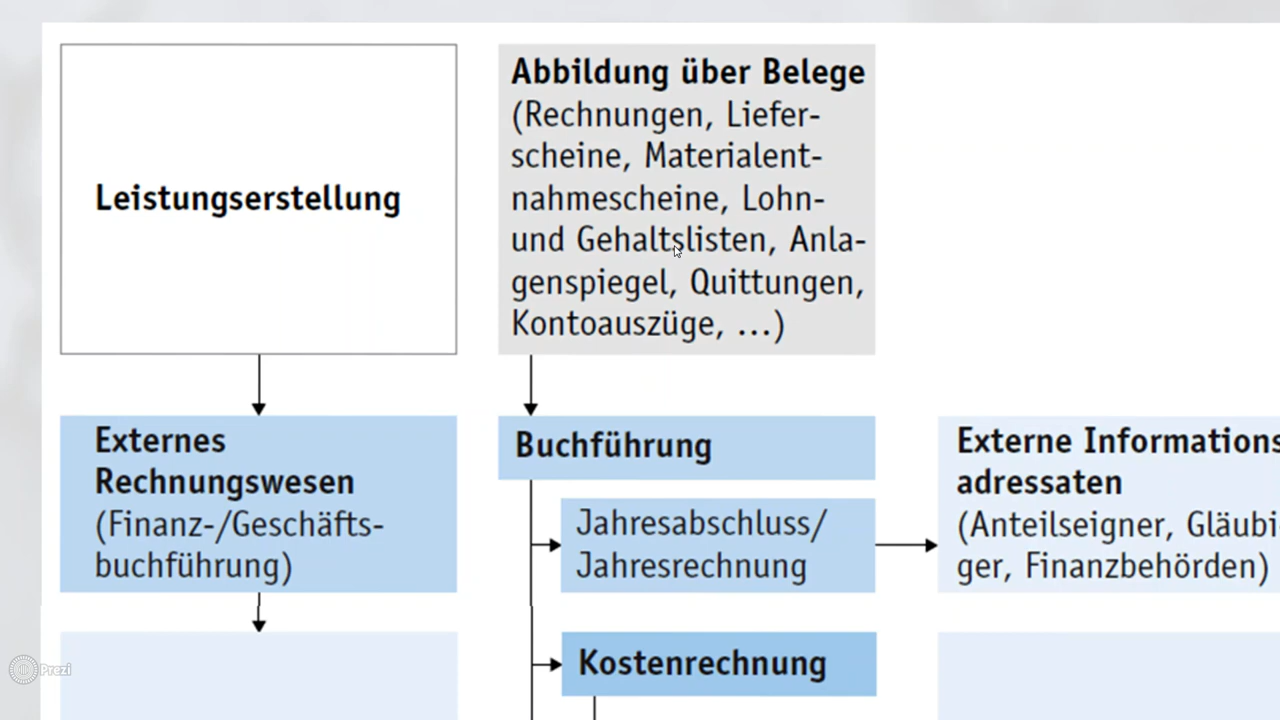 Leistungserstellung
Abbildung über Belege
(Rechnungen, Liefer-
scheine, Materialent-
nahmescheine, Lohn-
und Gehaltslisten, Anla-
genspiegel, Quittungen,
Kontoauszüge, ...)
Externes
Rechnungswesen
(Finanz-/Geschäfts-
buchführung)
Buchführung
Jahresabschluss/
Jahresrechnung
Externe Informations
adressaten
(Anteilseigner, Gläubi-
ger, Finanzbehörden)
Kostenrechnung
Prezi